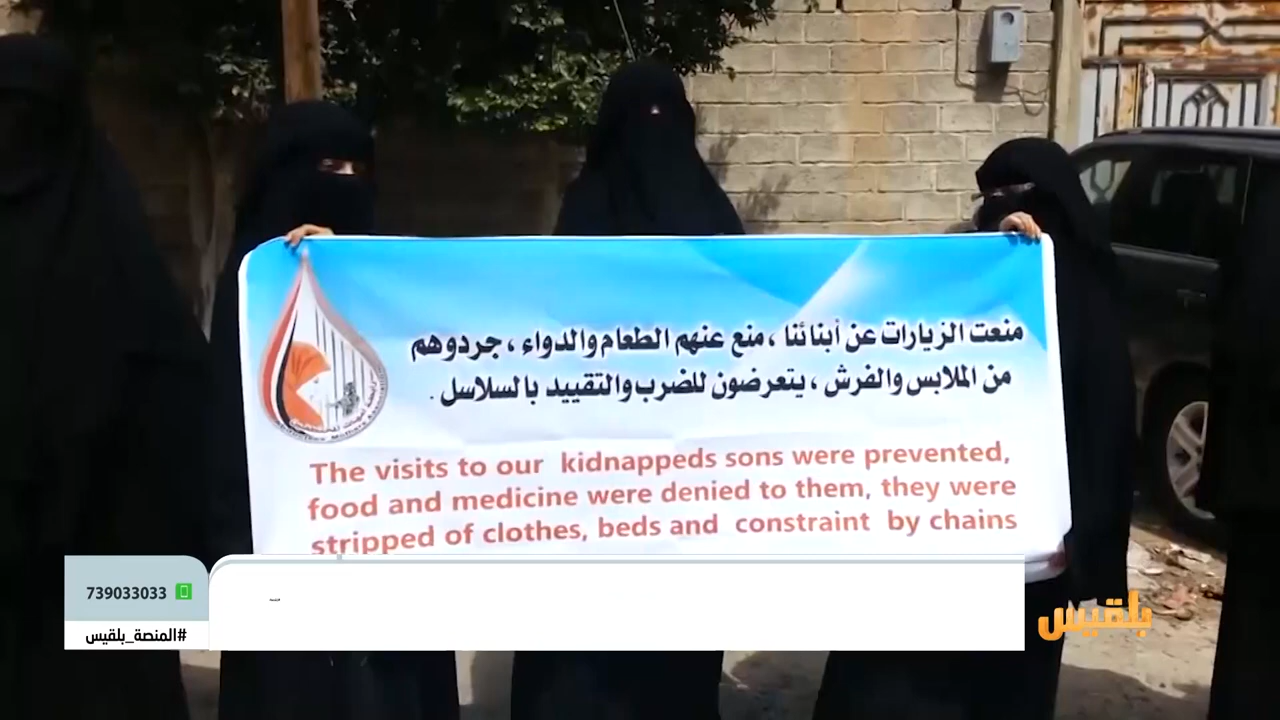 منعت الزيارات عن أبنائنا ، منع عنهم الطعام والدواء ، جردوهم
من الملابس والفرش ، يتعرضون للضرب والتقييد بالسلاسل .
The visits to our kidnappeds sons were prevented,
food and medicine were denied to them, they were
stripped of clothes, beds and constraint by chains
739033033
#المنصة_بلقيس
بلقيس